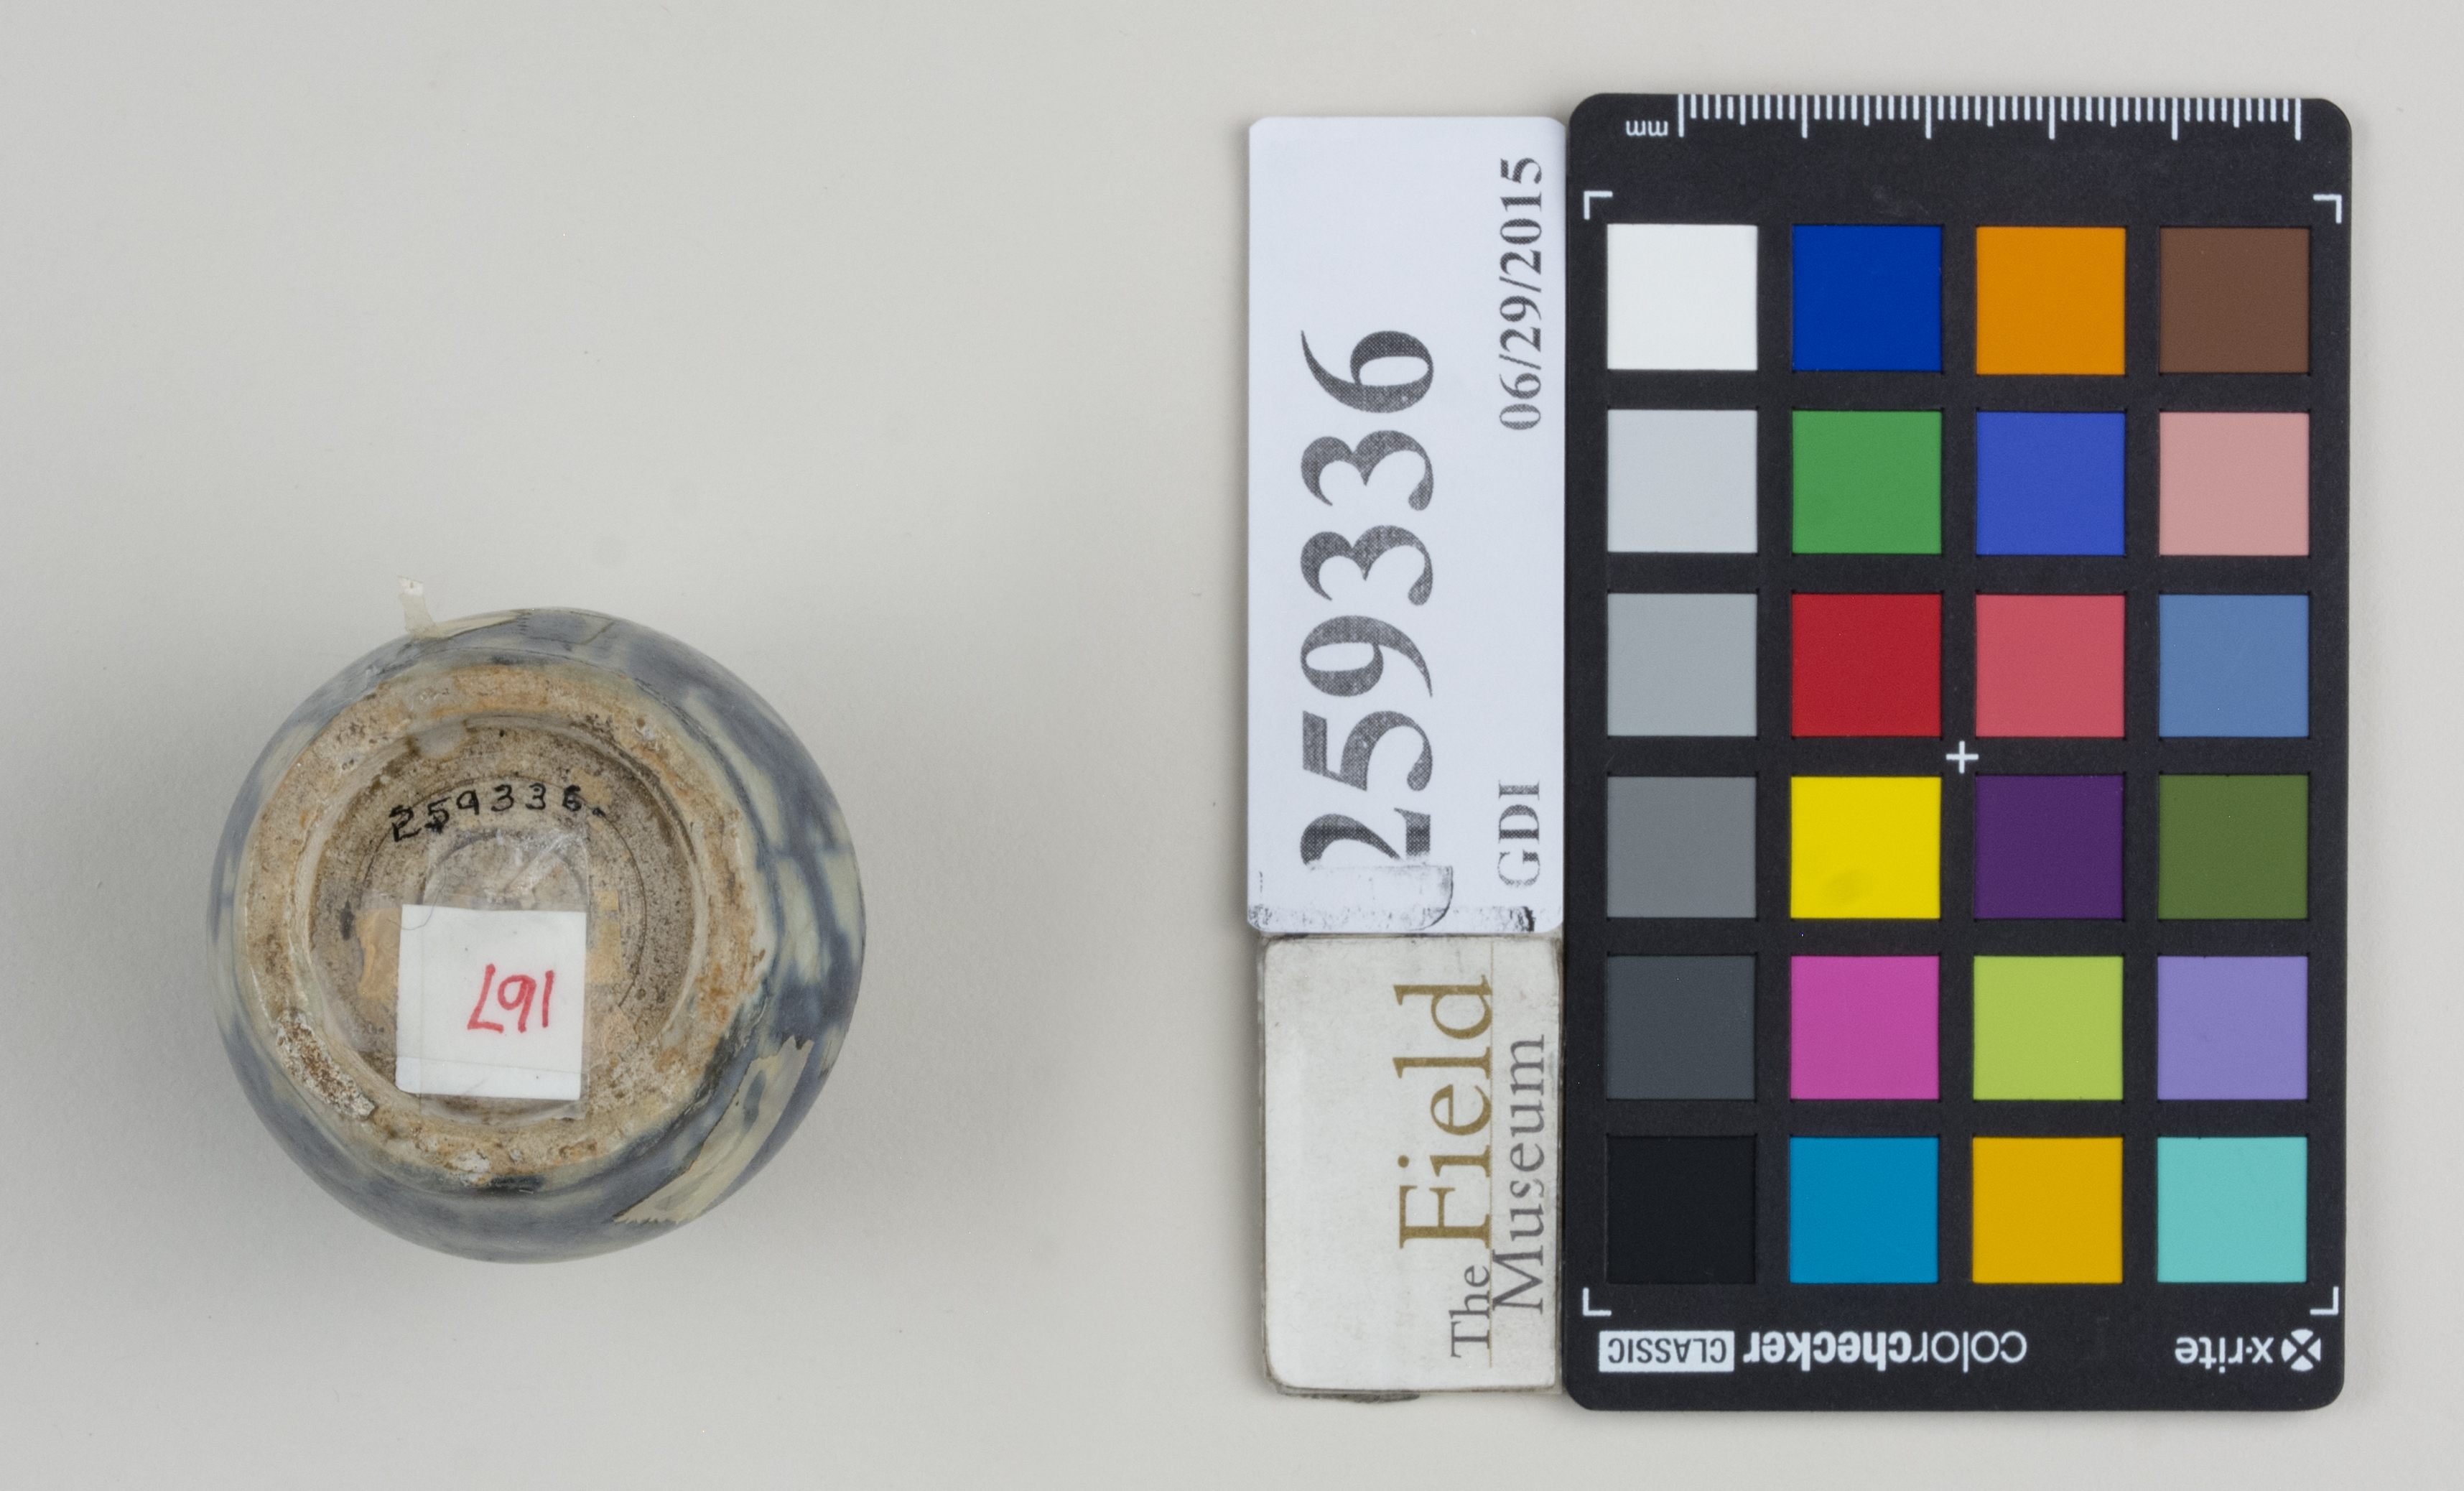 259336.
167
259336
06/29/2015
GDI
The Field
Museum
mm
x-rite
colorchecker CLASSIC